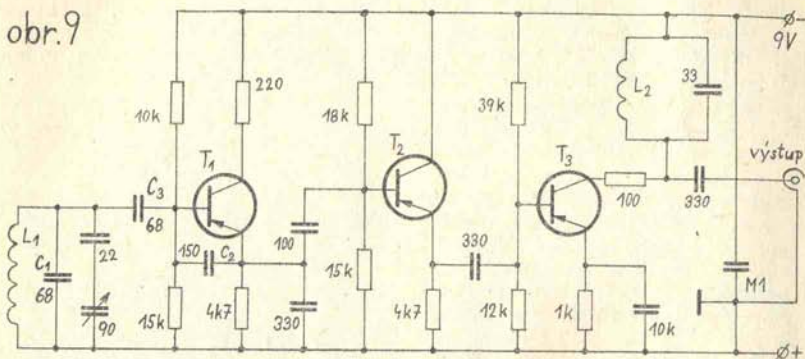 obr.9
9V
220
33
L2
10k
18k
39k
T1
T2
T3
výstup
C3
68
100
330
L1
C1
68
22
150
C2
100
330
15k
M1
90
15k
4k7
330
4k7
12k
1k
10k